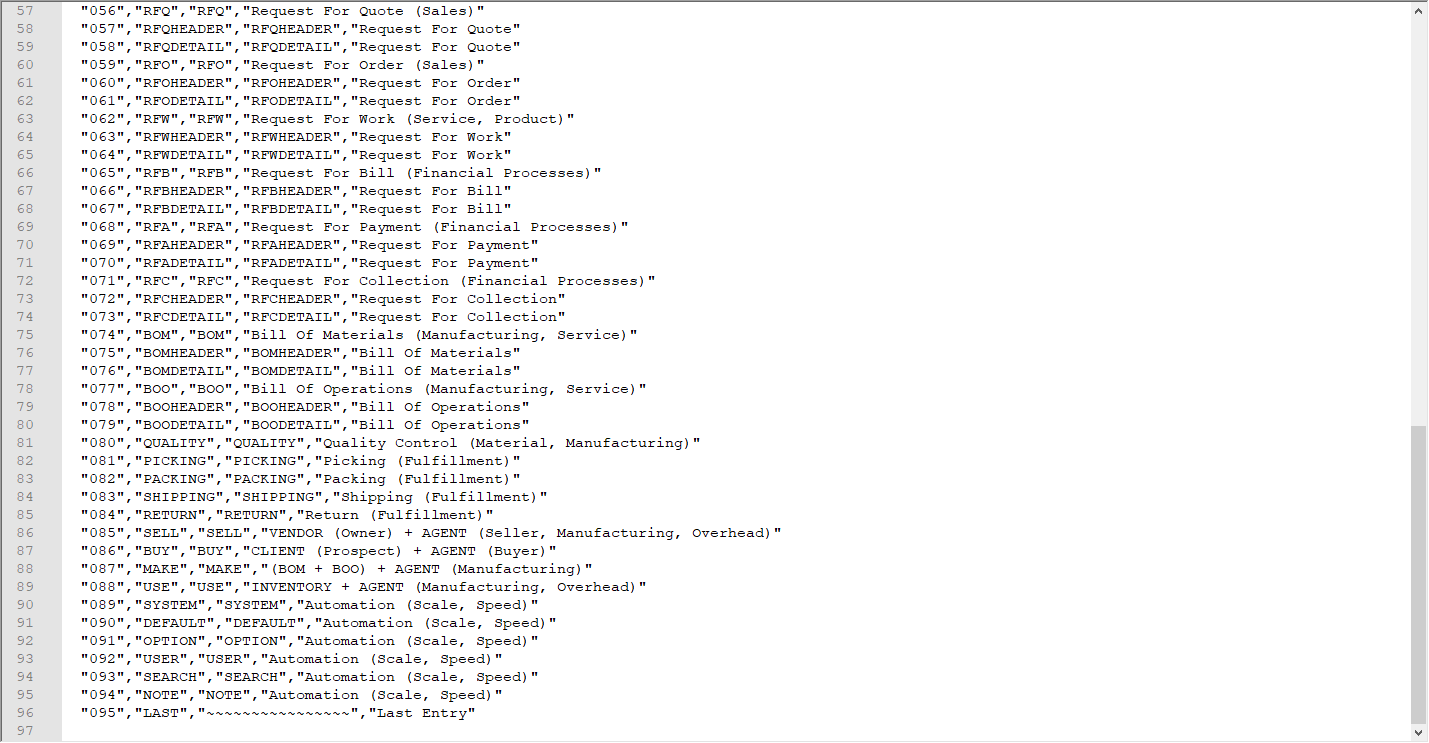 57 "056","RFQ","RFQ","Request For Quote (Sales)"
58 "057","RFQHEADER","RFQHEADER","Request For Quote"
59 "058","RFQDETAIL","RFQDETAIL","Request For Quote"
60 "059","RFO","RFO","Request For Order (Sales)"
61 "060","RFOHEADER","RFOHEADER","Request For Order"
62 "061","RFODETAIL","RFODETAIL","Request For Order"
63 "062","RFW","RFW","Request For Work (Service, Product)"
64 "063","RFWHEADER","RFWHEADER","Request For Work"
65 "064","RFWDETAIL","RFWDETAIL","Request For Work"
66 "065","RFB","RFB","Request For Bill (Financial Processes)"
67 "066","RFBHEADER","RFBHEADER","Request For Bill"
68 "067","RFBDETAIL","RFBDETAIL","Request For Bill"
69 "068","RFA","RFA","Request For Payment (Financial Processes)"
70 "069","RFAHEADER","RFAHEADER","Request For Payment"
71 "070","RFADETAIL","RFADETAIL","Request For Payment"
72 "071","RFC","RFC","Request For Collection (Financial Processes)"
73 "072","RFCHEADER","RFCHEADER","Request For Collection"
74 "073","RFCDETAIL","RFCDETAIL","Request For Collection"
75 "074","BOM","BOM","Bill Of Materials (Manufacturing, Service)"
76 "075","BOMHEADER","BOMHEADER","Bill Of Materials"
77 "076","BOMDETAIL","BOMDETAIL","Bill Of Materials"
78 "077","BOO","BOO","Bill Of Operations (Manufacturing, Service)"
79 "078","BOOHEADER","BOOHEADER","Bill Of Operations"
80 "079","BOODETAIL","BOODETAIL","Bill Of Operations"
81 "080","QUALITY","QUALITY","Quality Control (Material, Manufacturing)"
82 "081","PICKING","PICKING","Picking (Fulfillment)"
83 "082","PACKING","PACKING","Packing (Fulfillment)"
84 "083","SHIPPING","SHIPPING","Shipping (Fulfillment)"
85 "084","RETURN","RETURN","Return (Fulfillment)"
86 "085","SELL","SELL","VENDOR (Owner) + AGENT (Seller, Manufacturing, Overhead)"
87 "086","BUY","BUY","CLIENT (Prospect) + AGENT (Buyer)"
88 "087","MAKE","MAKE","(BOM + BOO) + AGENT (Manufacturing)"
89 "088","USE","USE","INVENTORY + AGENT (Manufacturing, Overhead)"
90 "089","SYSTEM","SYSTEM","Automation (Scale, Speed)"
91 "090","DEFAULT","DEFAULT","Automation (Scale, Speed)"
92 "091","OPTION","OPTION","Automation (Scale, Speed)"
93 "092","USER","USER","Automation (Scale, Speed)"
94 "093","SEARCH","SEARCH","Automation (Scale, Speed)"
95 "094","NOTE","NOTE","Automation (Scale, Speed)"
96 "095","LAST","~~~~~~~~~~~~~~~~","Last Entry"
97